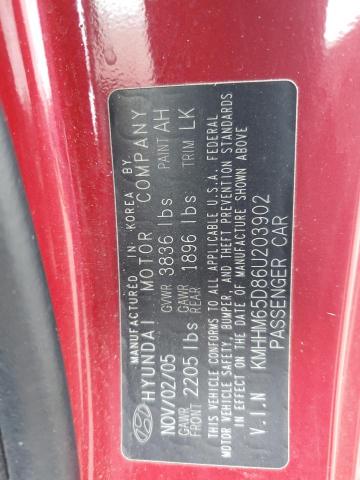 MANUFACTURED IN KOREA BY
HYUNDAI MOTOR COMPANY
NOV/02/05 GVWR 3836 lbs PAINT AH
GAWR FRONT 2205 lbs GAWR REAR 1896 lbs TRIM LK
THIS VEHICLE CONFORMS TO ALL APPLICABLE U.S.A. FEDERAL
MOTOR VEHICLE SAFETY, BUMPER, AND THEFT PREVENTION STANDARDS
IN EFFECT ON THE DATE OF MANUFACTURE SHOWN ABOVE
V.I.N KMHHM65D86U203902
PASSENGER CAR